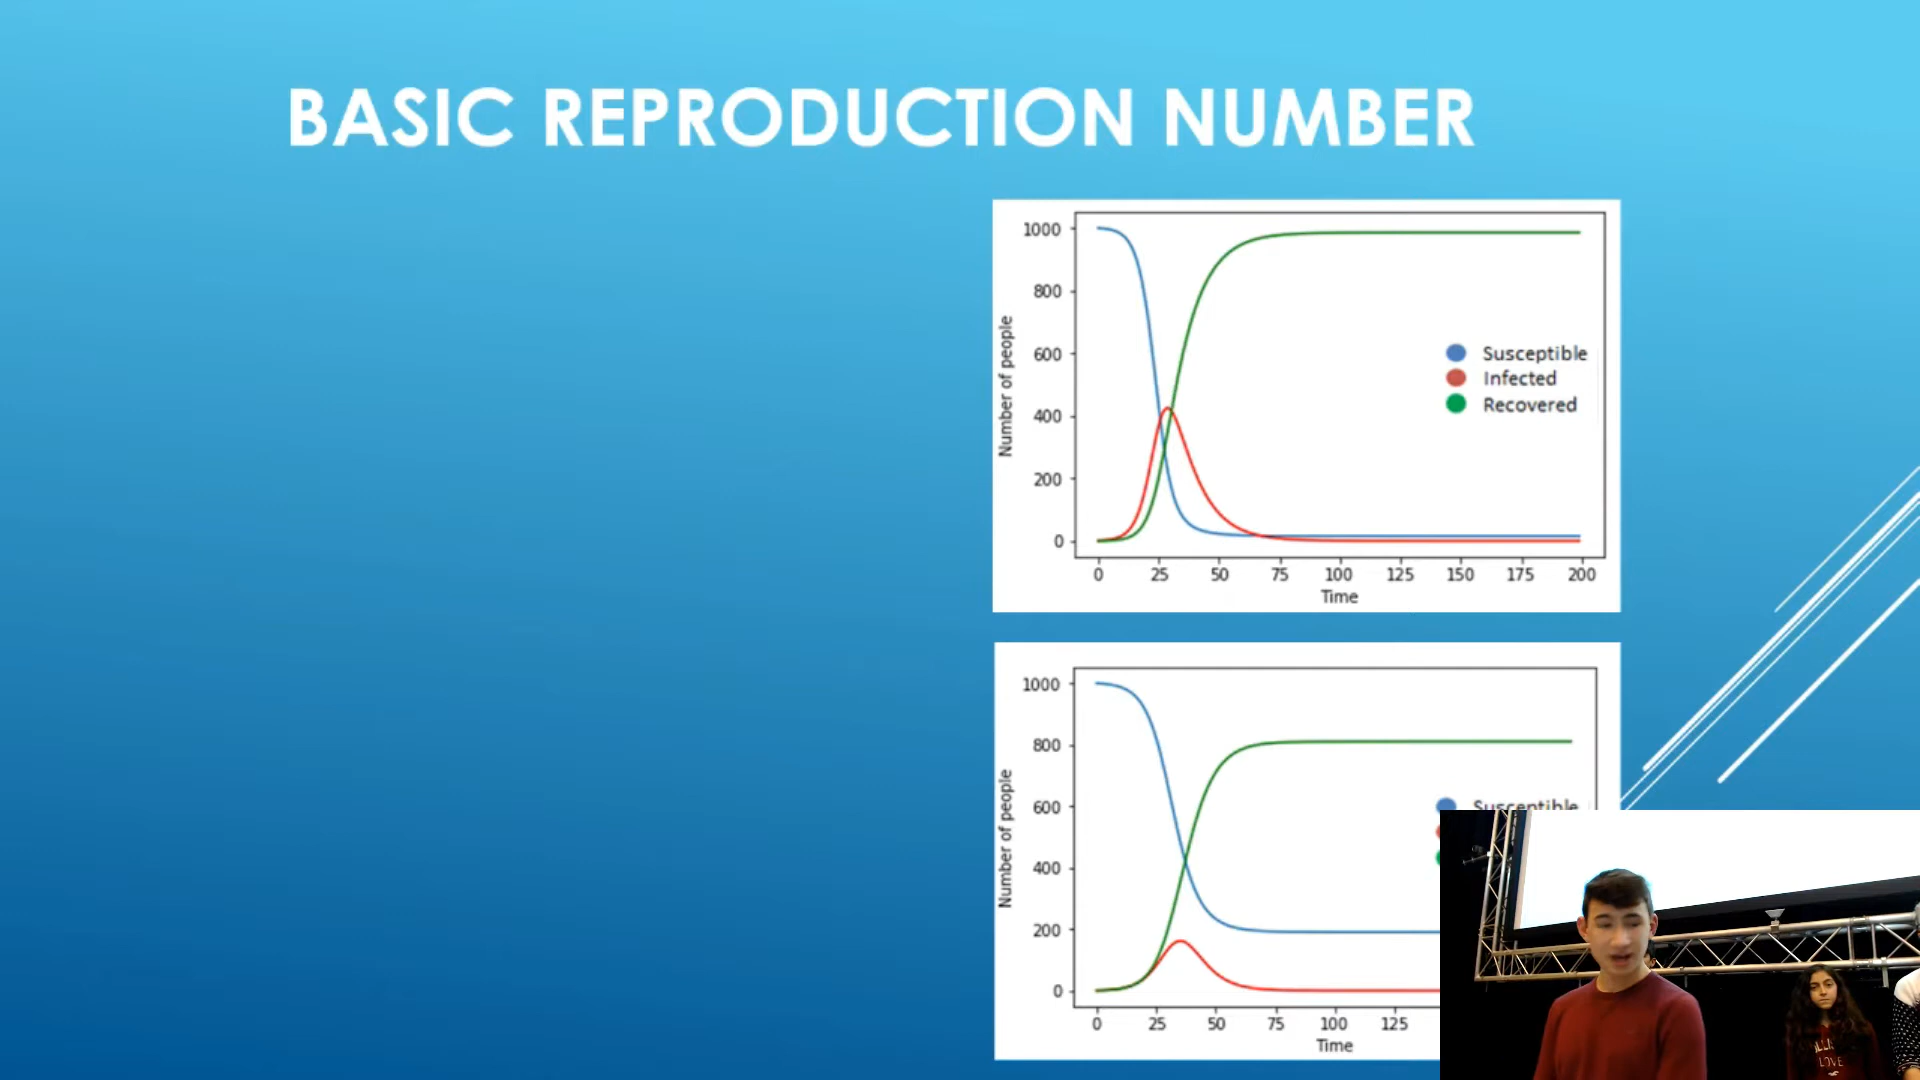 BASIC REPRODUCTION NUMBER
1000
800
600
400
200
0
Number of people
Susceptible
Infected
Recovered
0 25 50 75 100 125 150 175 200
Time
1000
800
600
400
200
0
Number of people
Susceptible
0 25 50 75 100 125
Time
LOVE